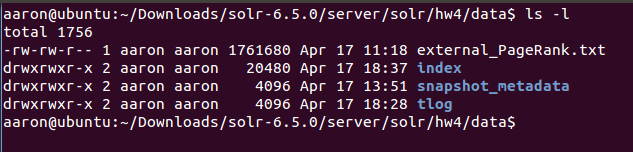 aaron@ubuntu:~/Downloads/solr-6.5.0/server/solr/hw4/data$ ls -l
total 1756
-rw-rw-r-- 1 aaron aaron 1761680 Apr 17 11:18 external_PageRank.txt
drwxrwxr-x 2 aaron aaron   20480 Apr 17 18:37 index
drwxrwxr-x 2 aaron aaron    4096 Apr 17 13:51 snapshot_metadata
drwxrwxr-x 2 aaron aaron    4096 Apr 17 18:28 tlog
aaron@ubuntu:~/Downloads/solr-6.5.0/server/solr/hw4/data$